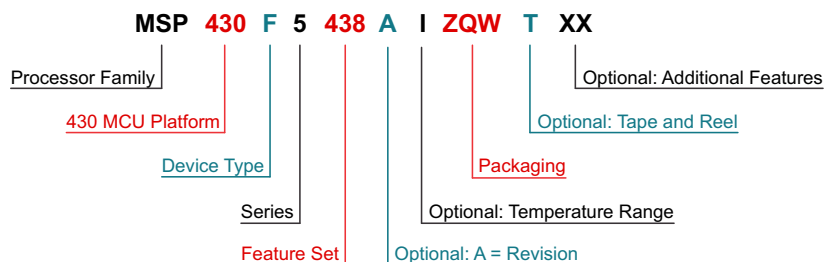 MSP 430 F 5 438 A I ZQW T XX
Processor Family
Optional: Additional Features
430 MCU Platform
Optional: Tape and Reel
Device Type
Packaging
Series
Optional: Temperature Range
Feature Set
Optional: A = Revision